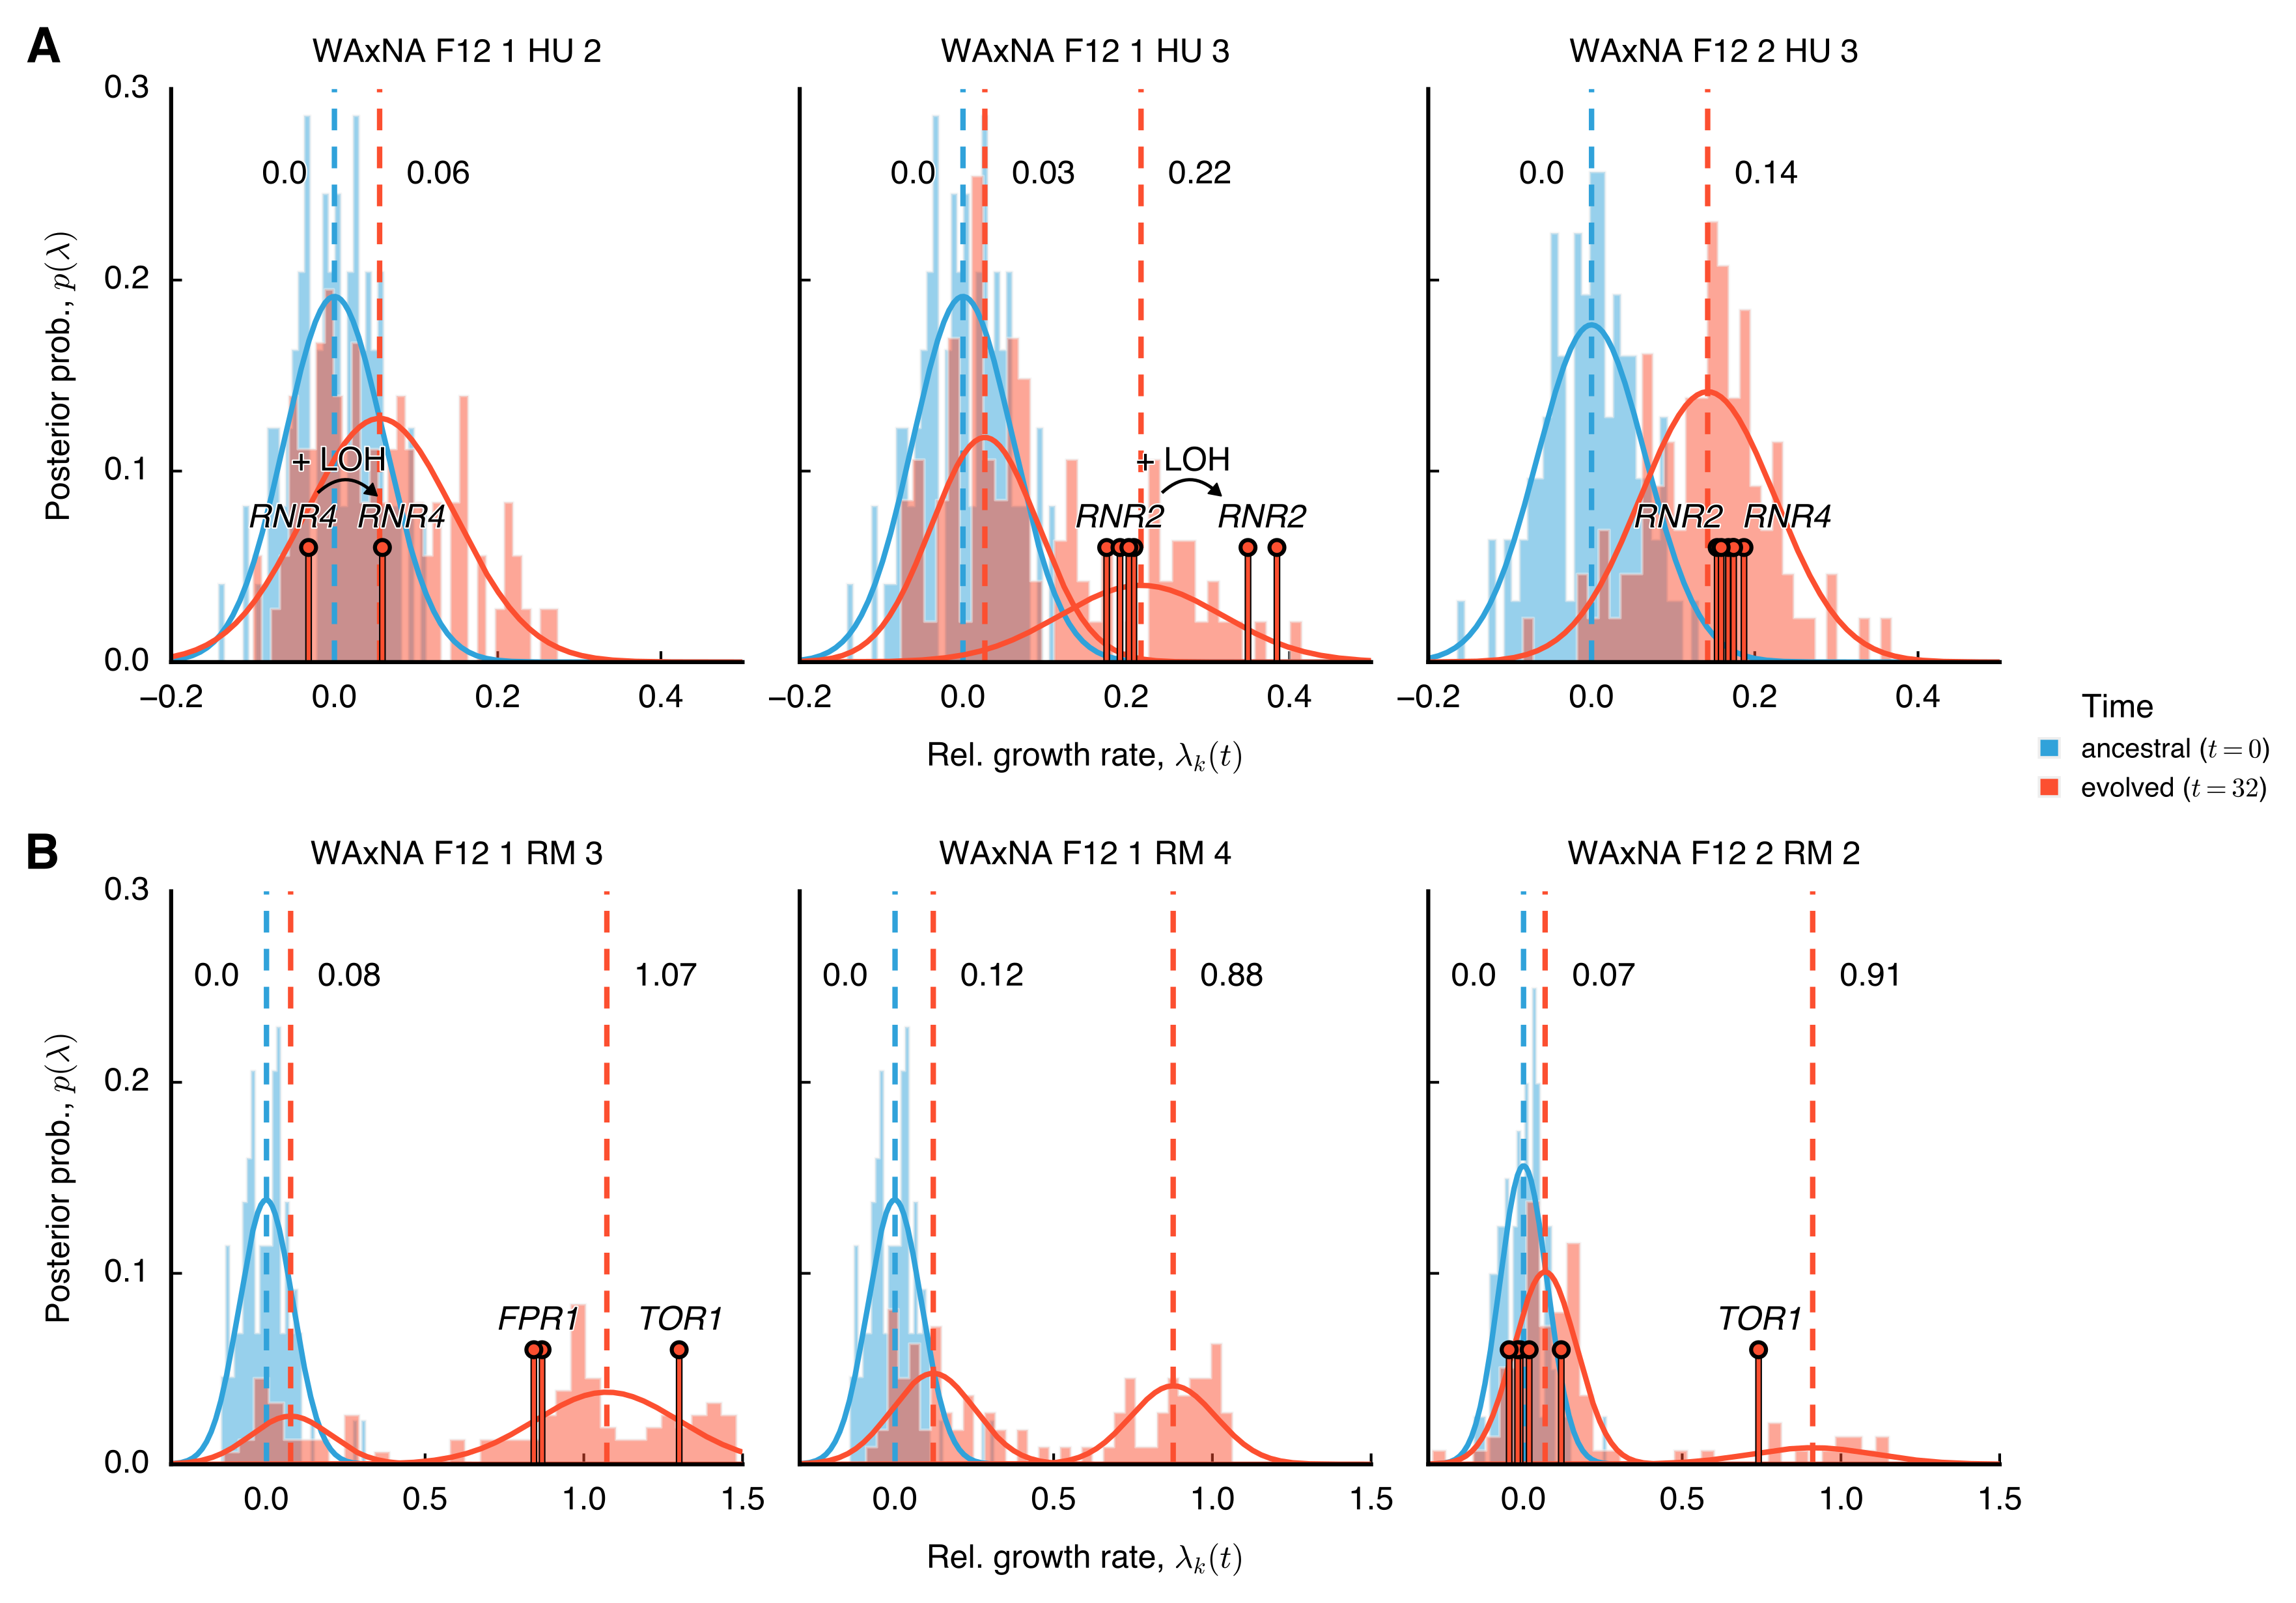 A
WAxNA F12 1 HU 2
WAxNA F12 1 HU 3
WAxNA F12 2 HU 3
Posterior prob., p(λ)
0.3
0.2
0.1
0.0
0.0
0.06
+ LOH
RNR4
RNR4
−0.2
0.0
0.2
0.4
0.0
0.03
0.22
+ LOH
RNR2
RNR2
−0.2
0.0
0.2
0.4
0.0
0.14
RNR2
RNR4
−0.2
0.0
0.2
0.4
Rel. growth rate, λk(t)
Time
ancestral (t = 0)
evolved (t = 32)
B
WAxNA F12 1 RM 3
WAxNA F12 1 RM 4
WAxNA F12 2 RM 2
Posterior prob., p(λ)
0.3
0.2
0.1
0.0
0.0
0.08
1.07
FPR1
TOR1
0.0
0.5
1.0
1.5
0.0
0.12
0.88
0.0
0.5
1.0
1.5
0.0
0.07
0.91
TOR1
0.0
0.5
1.0
1.5
Rel. growth rate, λk(t)